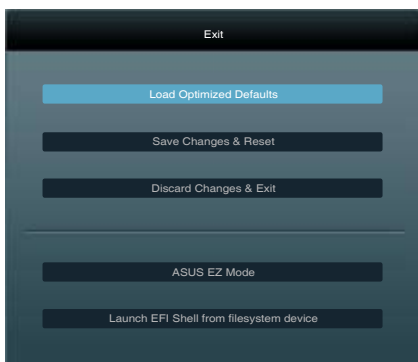 Exit
Load Optimized Defaults
Save Changes & Reset
Discard Changes & Exit
ASUS EZ Mode
Launch EFI Shell from filesystem device